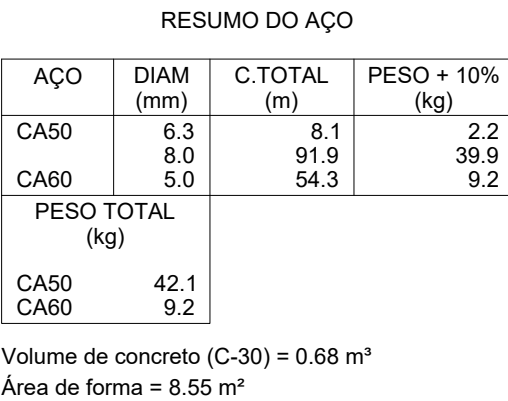 RESUMO DO AÇO
AÇO DIAM C.TOTAL PESO + 10%
(mm) (m) (kg)
CA50 6.3 8.1 2.2
8.0 91.9 39.9
CA60 5.0 54.3 9.2
PESO TOTAL
(kg)
CA50 42.1
CA60 9.2
Volume de concreto (C-30) = 0.68 m³
Área de forma = 8.55 m²